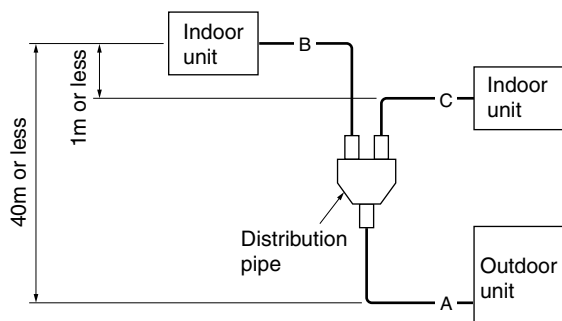 Indoor
unit
B
1m or less
C
Indoor
unit
40m or less
Distribution
pipe
Outdoor
unit
A